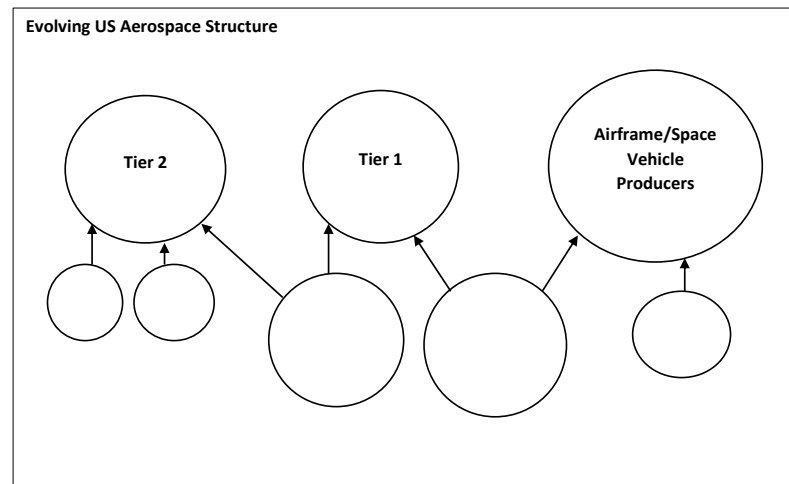 Evolving US Aerospace Structure
Tier 2
Tier 1
Airframe/Space
Vehicle
Producers